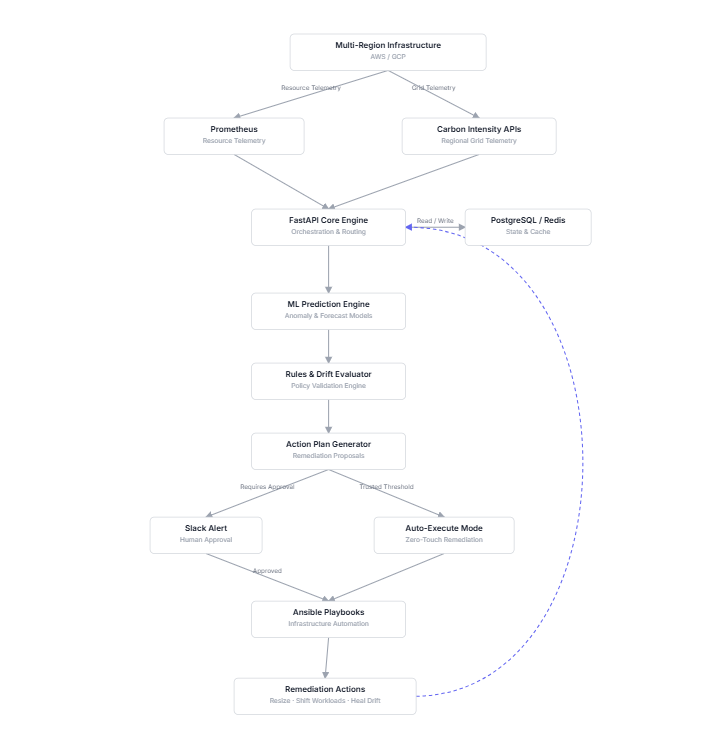 Multi-Region Infrastructure
AWS / GCP
Resource Telemetry
Grid Telemetry
Prometheus
Resource Telemetry
Carbon Intensity APIs
Regional Grid Telemetry
FastAPI Core Engine
Orchestration & Routing
Read / Write
PostgreSQL / Redis
State & Cache
ML Prediction Engine
Anomaly & Forecast Models
Rules & Drift Evaluator
Policy Validation Engine
Action Plan Generator
Remediation Proposals
Requires Approval
Trusted Threshold
Slack Alert
Human Approval
Auto-Execute Mode
Zero-Touch Remediation
Approved
Ansible Playbooks
Infrastructure Automation
Remediation Actions
Resize · Shift Workloads · Heal Drift